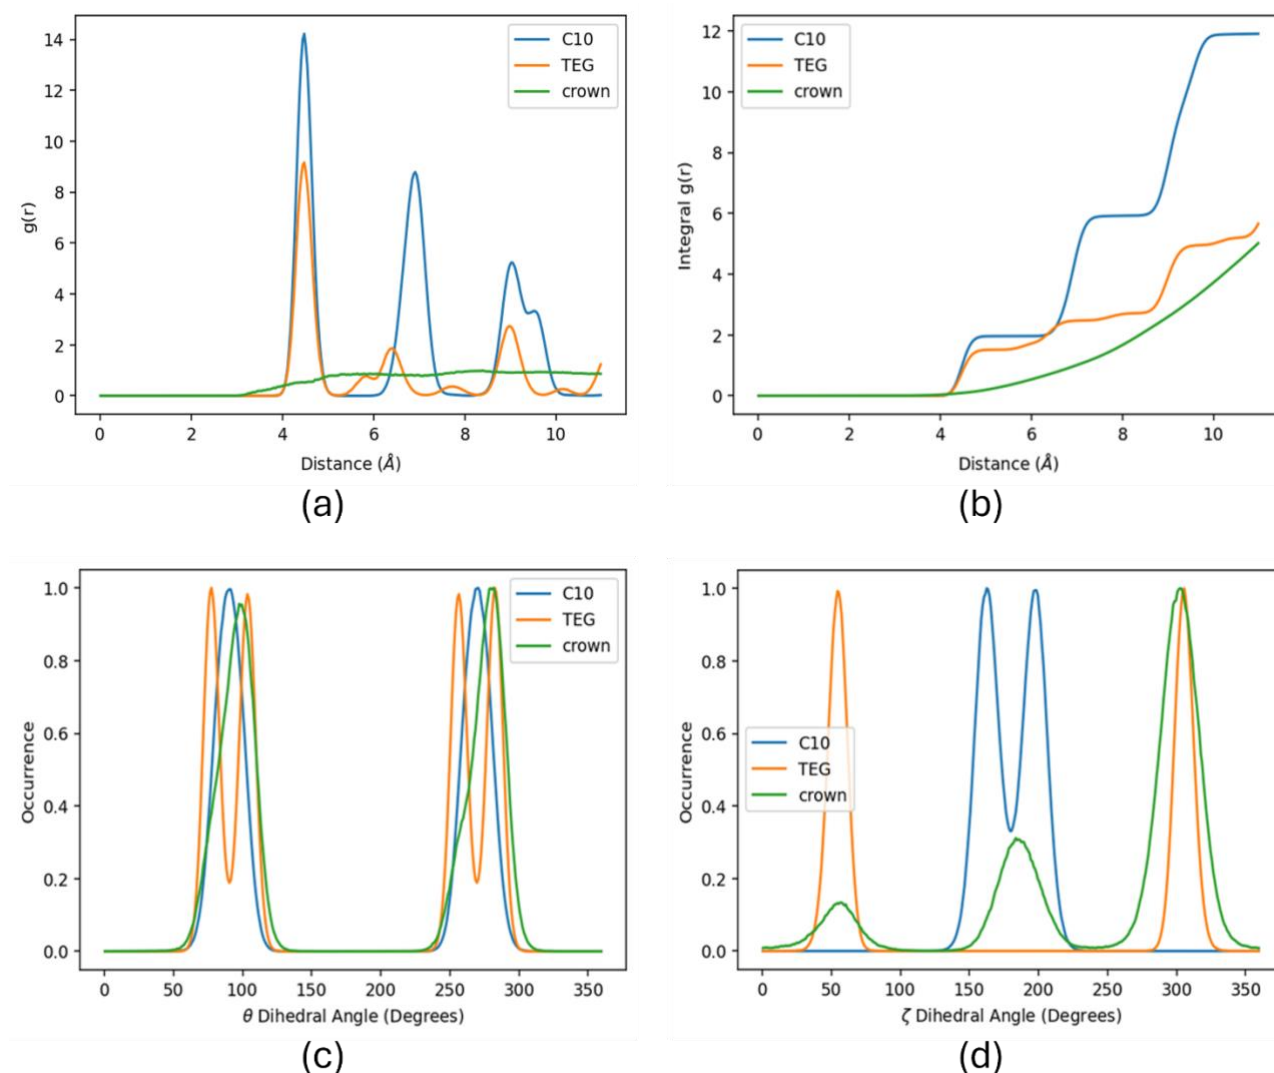 14
12
10
8
6
4
2
0
g(r)
C10
TEG
crown
0 2 4 6 8 10
Distance (Å)
(a)
12
10
8
6
4
2
0
Integral g(r)
C10
TEG
crown
0 2 4 6 8 10
Distance (Å)
(b)
1.0
0.8
0.6
0.4
0.2
0.0
Occurrence
C10
TEG
crown
0 50 100 150 200 250 300 350
θ Dihedral Angle (Degrees)
(c)
1.0
0.8
0.6
0.4
0.2
0.0
Occurrence
C10
TEG
crown
0 50 100 150 200 250 300 350
ζ Dihedral Angle (Degrees)
(d)